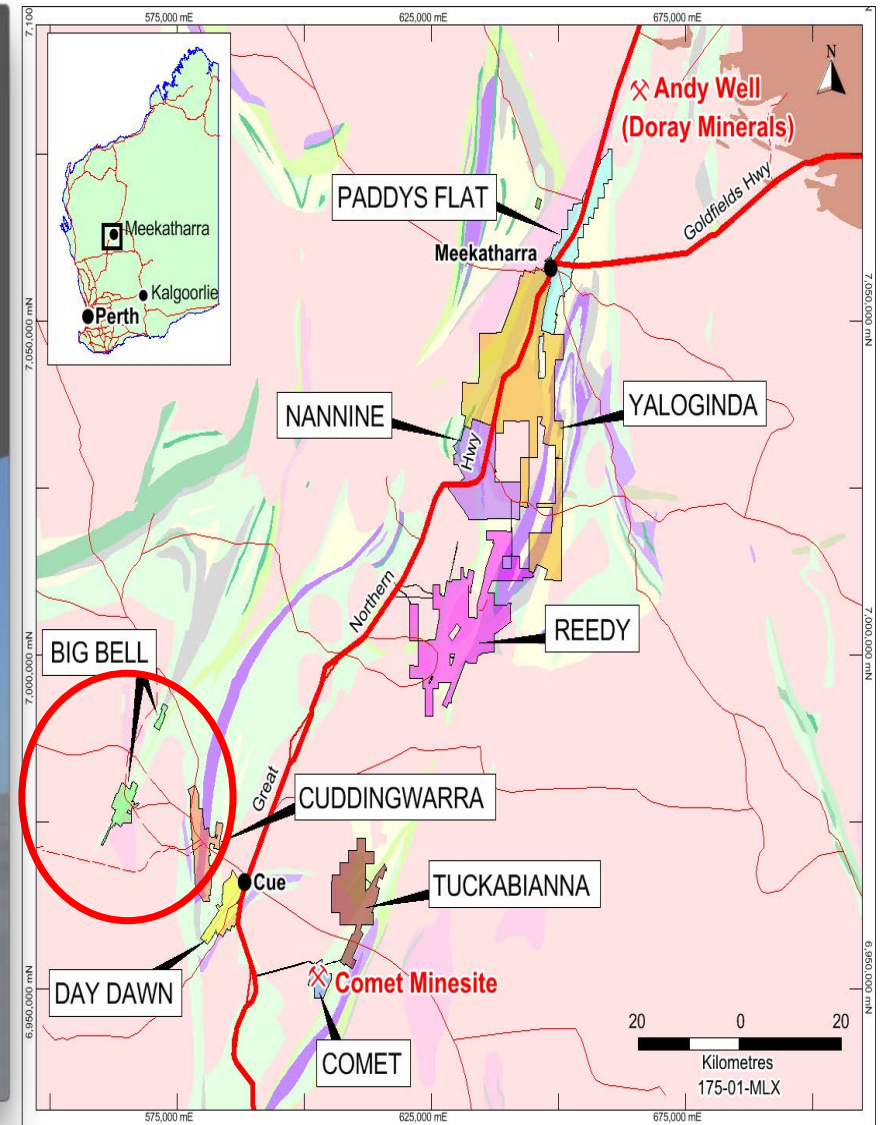 575,000 mE
625,000 mE
675,000 mE
7,100
N
Andy Well
(Doray Minerals)
PADDYS FLAT
Goldfields Hwy
Meekatharra
Meekatharra
Kalgoorlie
Perth
7,050,000 mN
7,050,000 mN
NANNINE
YALOGINDA
Hwy
Northern
REEDY
BIG BELL
7,000,000 mN
7,000,000 mN
Great
CUDDINGWARRA
Cue
TUCKABIANNA
DAY DAWN
Comet Minesite
6,950,000 mN
6,950,000 mN
COMET
20 0 20
Kilometres
175-01-MLX
575,000 mE
625,000 mE
675,000 mE